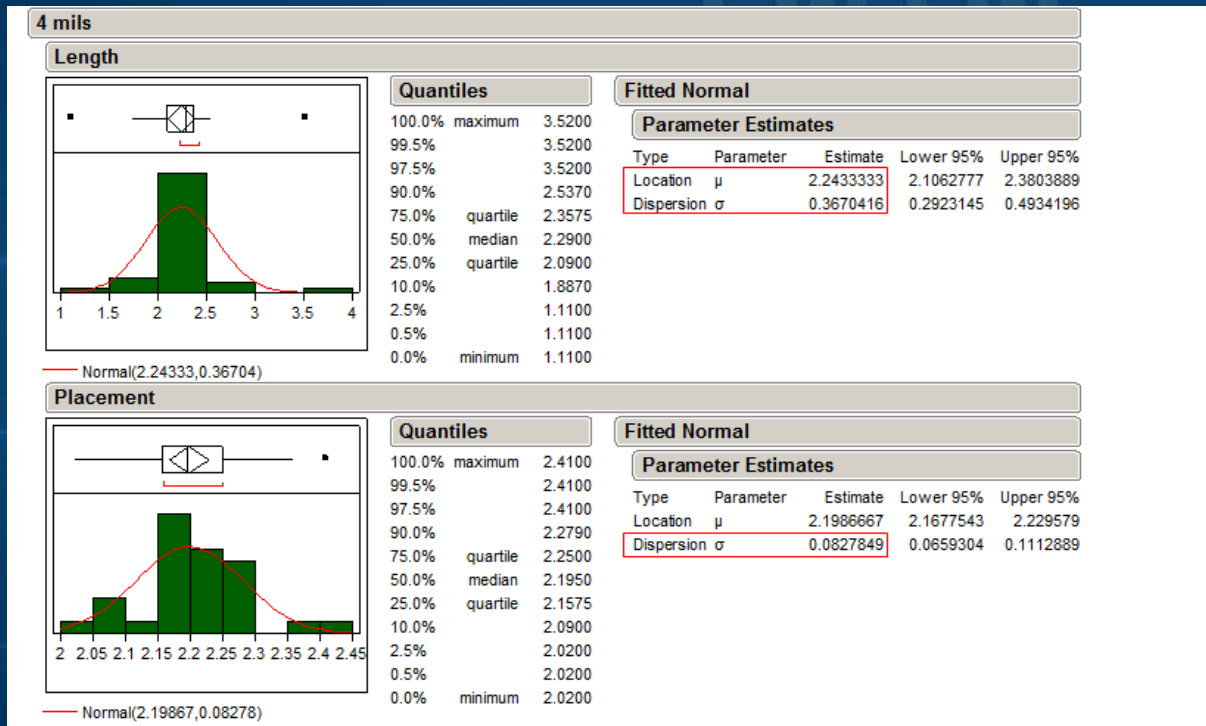 4 mils
Length
1 1.5 2 2.5 3 3.5 4
Normal(2.24333,0.36704)
Quantiles
100.0% maximum 3.5200
99.5% 3.5200
97.5% 3.5200
90.0% 2.5370
75.0% quartile 2.3575
50.0% median 2.2900
25.0% quartile 2.0900
10.0% 1.8870
2.5% 1.1100
0.5% 1.1100
0.0% minimum 1.1100
Fitted Normal
Parameter Estimates
Type Parameter Estimate Lower 95% Upper 95%
Location μ 2.2433333 2.1062777 2.3803889
Dispersion σ 0.3670416 0.2923145 0.4934196
Placement
2 2.05 2.1 2.15 2.2 2.25 2.3 2.35 2.4 2.45
Normal(2.19867,0.08278)
Quantiles
100.0% maximum 2.4100
99.5% 2.4100
97.5% 2.4100
90.0% 2.2790
75.0% quartile 2.2500
50.0% median 2.1950
25.0% quartile 2.1575
10.0% 2.0900
2.5% 2.0200
0.5% 2.0200
0.0% minimum 2.0200
Fitted Normal
Parameter Estimates
Type Parameter Estimate Lower 95% Upper 95%
Location μ 2.1986667 2.1677543 2.229579
Dispersion σ 0.0827849 0.0659304 0.1112889